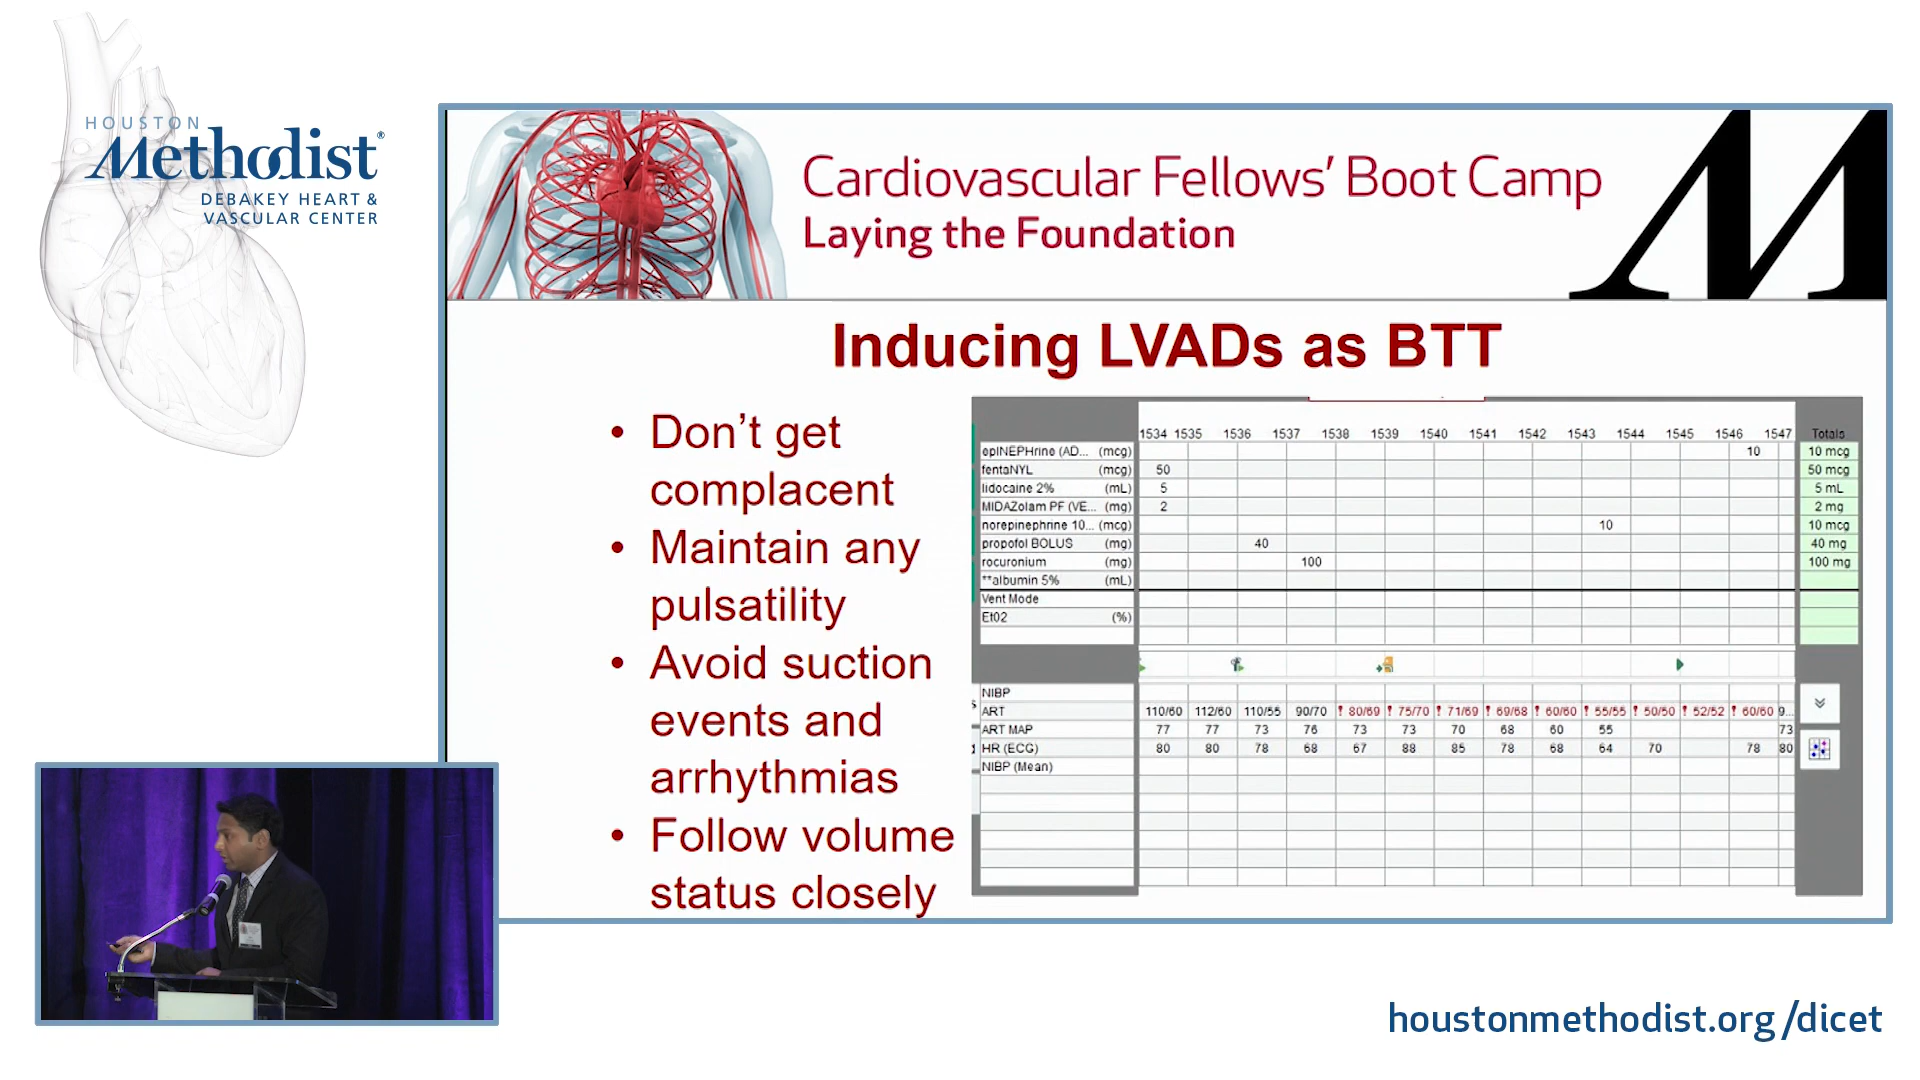 HOUSTON
Methodist®
DEBAKEY HEART &
VASCULAR CENTER
Cardiovascular Fellows' Boot Camp
Laying the Foundation
M
Inducing LVADs as BTT
• Don't get
complacent
• Maintain any
pulsatility
• Avoid suction
events and
arrhythmias
• Follow volume
status closely
1534 1535 1536 1537 1538 1539 1540 1541 1542 1543 1544 1545 1546 1547 Totals
epINEPHrine (AD... (mcg) 10 10 mcg
fentaNYL (mcg) 50 50 mcg
lidocaine 2% (mL) 5 5 mL
MIDAZolam PF (VE... (mg) 2 2 mg
norepinephrine 10... (mcg) 10 10 mcg
propofol BOLUS (mg) 40 40 mg
rocuronium (mg) 100 100 mg
**albumin 5% (mL)
Vent Mode
Et02 (%)
NIBP
ART 110/60 112/60 110/55 90/70 ! 80/69 ! 75/70 ! 71/69 ! 69/68 ! 60/60 ! 55/55 ! 50/50 ! 52/52 ! 60/60 9...
ART MAP 77 77 73 76 73 73 70 68 60 55 73
HR (ECG) 80 80 78 68 67 88 85 78 68 64 70 78 80
NIBP (Mean)
houstonmethodist.org/dicet